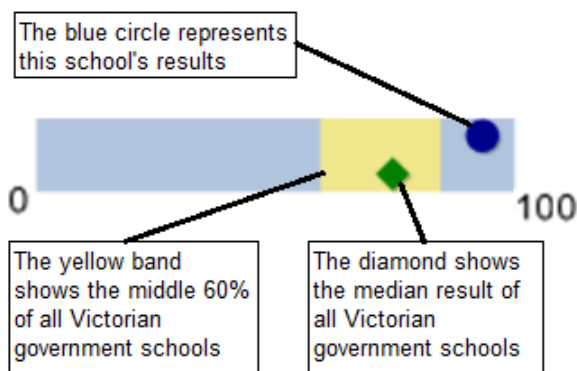 The blue circle represents
this school's results
0
100
The yellow band
shows the middle 60%
of all Victorian
government schools
The diamond shows
the median result of
all Victorian
government schools